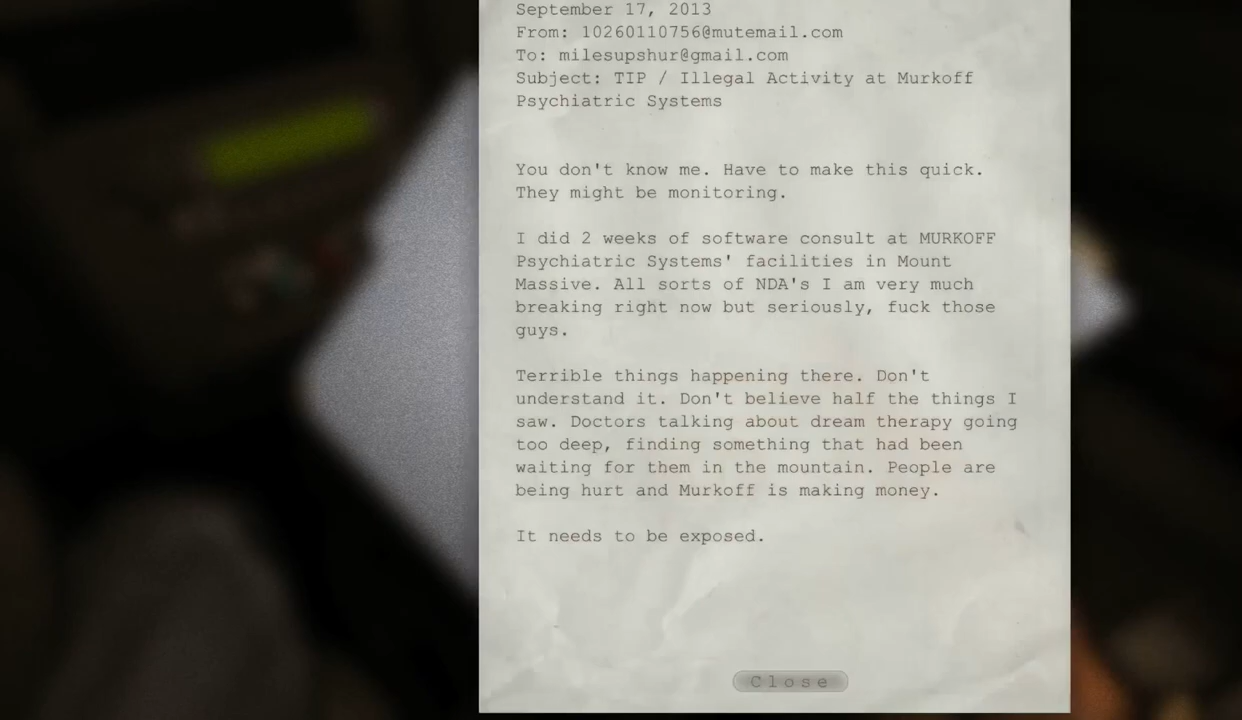 September 17, 2013
From: 10260110756@mutemail.com
To: milesupshur@gmail.com
Subject: TIP / Illegal Activity at Murkoff
Psychiatric Systems
You don't know me. Have to make this quick.
They might be monitoring.
I did 2 weeks of software consult at MURKOFF
Psychiatric Systems' facilities in Mount
Massive. All sorts of NDA's I am very much
breaking right now but seriously, fuck those
guys.
Terrible things happening there. Don't
understand it. Don't believe half the things I
saw. Doctors talking about dream therapy going
too deep, finding something that had been
waiting for them in the mountain. People are
being hurt and Murkoff is making money.
It needs to be exposed.
Close